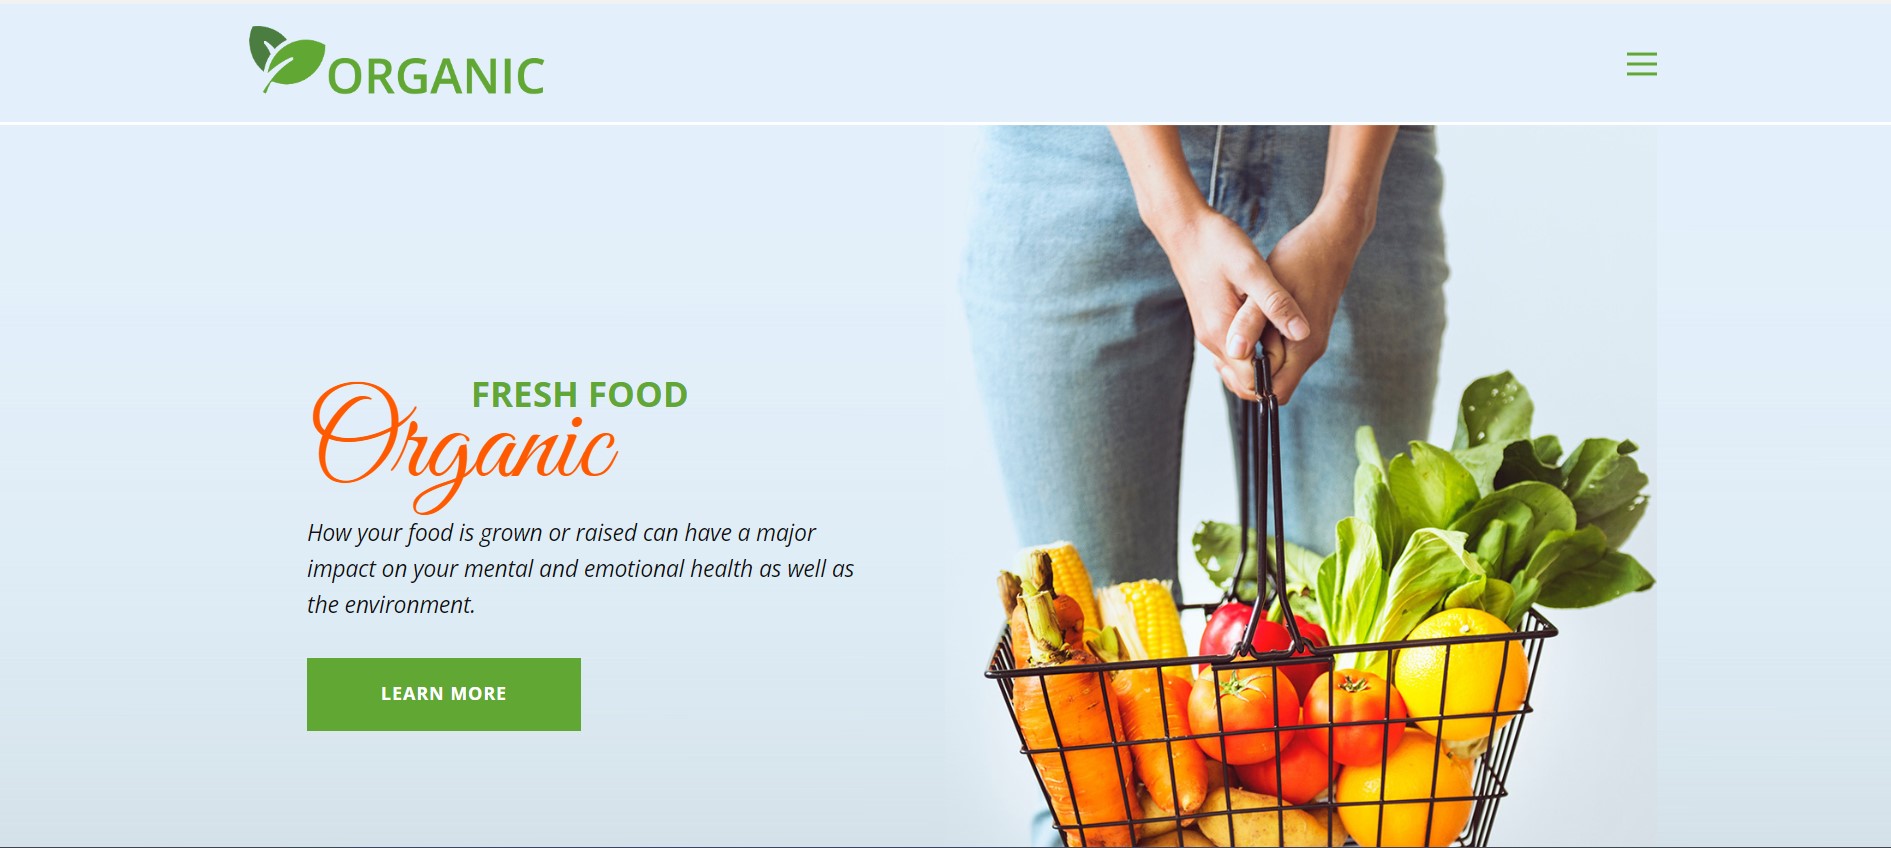 ORGANIC
FRESH FOOD
Organic
How your food is grown or raised can have a major
impact on your mental and emotional health as well as
the environment.
LEARN MORE